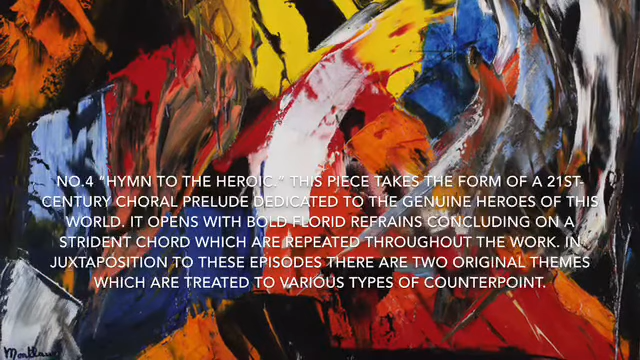 NO.4 “HYMN TO THE HEROIC.” THIS PIECE TAKES THE FORM OF A 21ST-
CENTURY CHORAL PRELUDE DEDICATED TO THE GENUINE HEROES OF THIS
WORLD. IT OPENS WITH BOLD FLORID REFRAINS CONCLUDING ON A
STRIDENT CHORD WHICH ARE REPEATED THROUGHOUT THE WORK. IN
JUXTAPOSITION TO THESE EPISODES THERE ARE TWO ORIGINAL THEMES
WHICH ARE TREATED TO VARIOUS TYPES OF COUNTERPOINT.